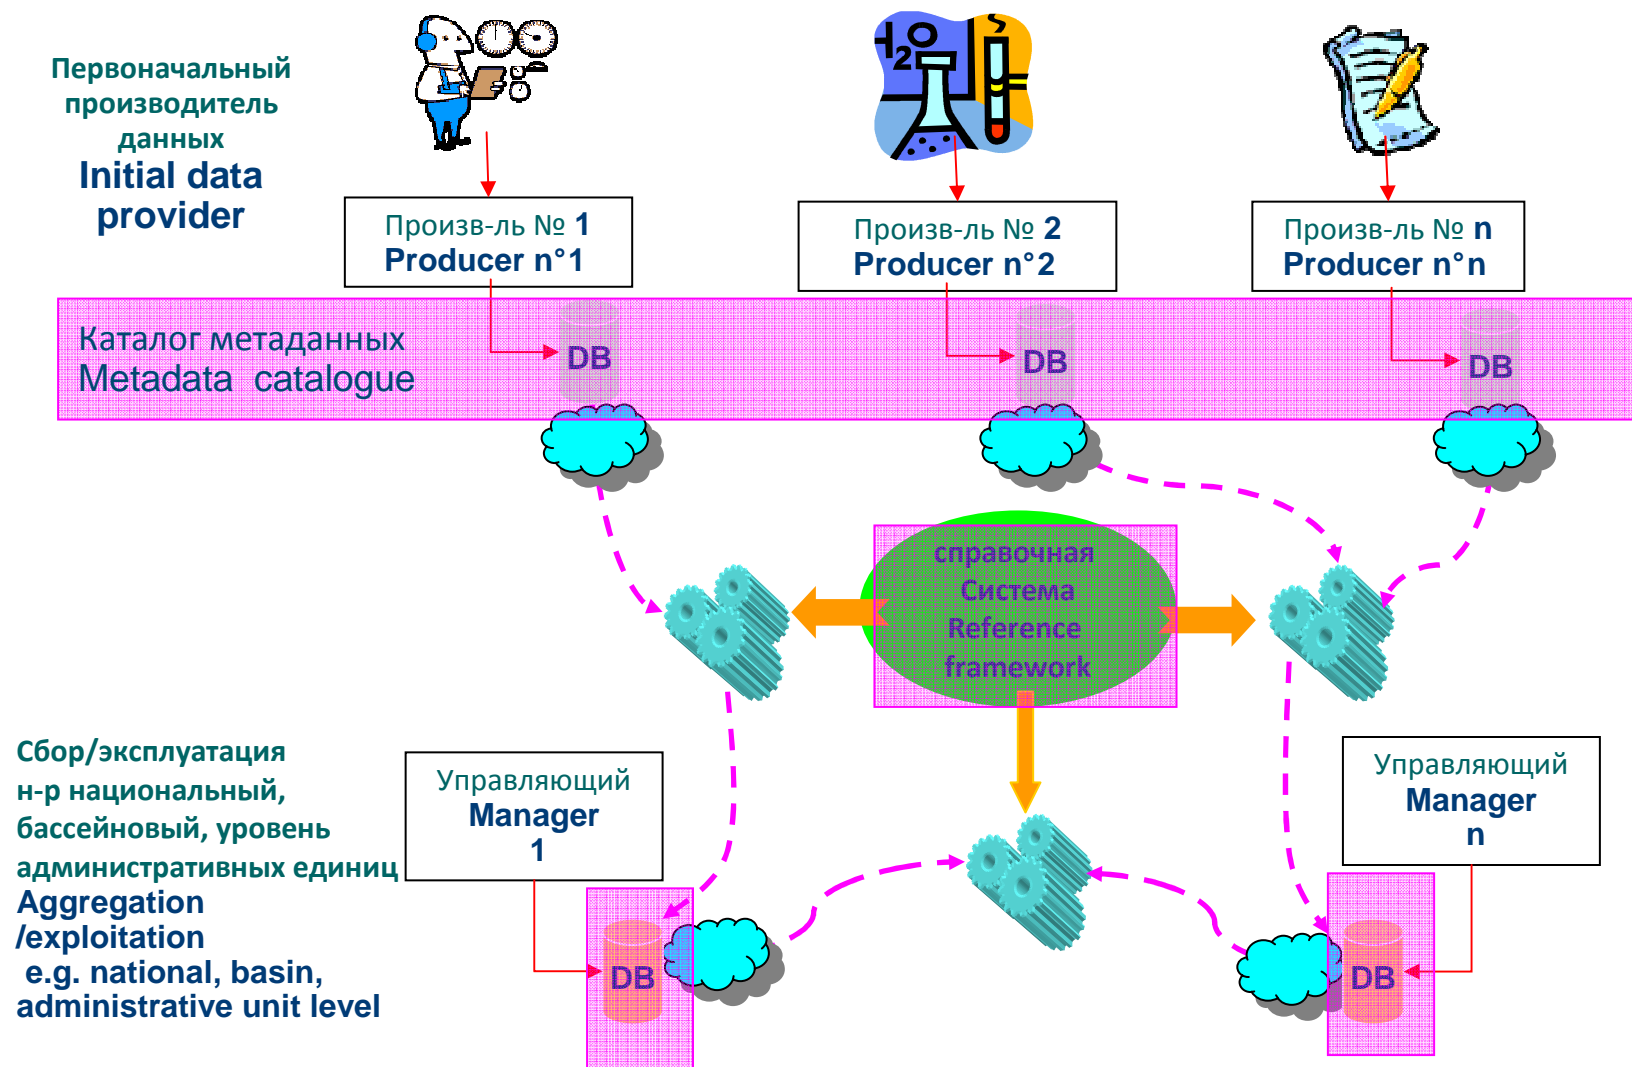 Первоначальный
производитель
данных
Initial data
provider
H₂O
Произв-ль № 1
Producer n°1
Произв-ль № 2
Producer n°2
Произв-ль № n
Producer n°n
Каталог метаданных
Metadata catalogue
DB
DB
DB
справочная
Система
Reference
framework
Сбор/эксплуатация
н-р национальный,
бассейновый, уровень
административных единиц
Aggregation
/exploitation
e.g. national, basin,
administrative unit level
Управляющий
Manager
1
DB
Управляющий
Manager
n
DB